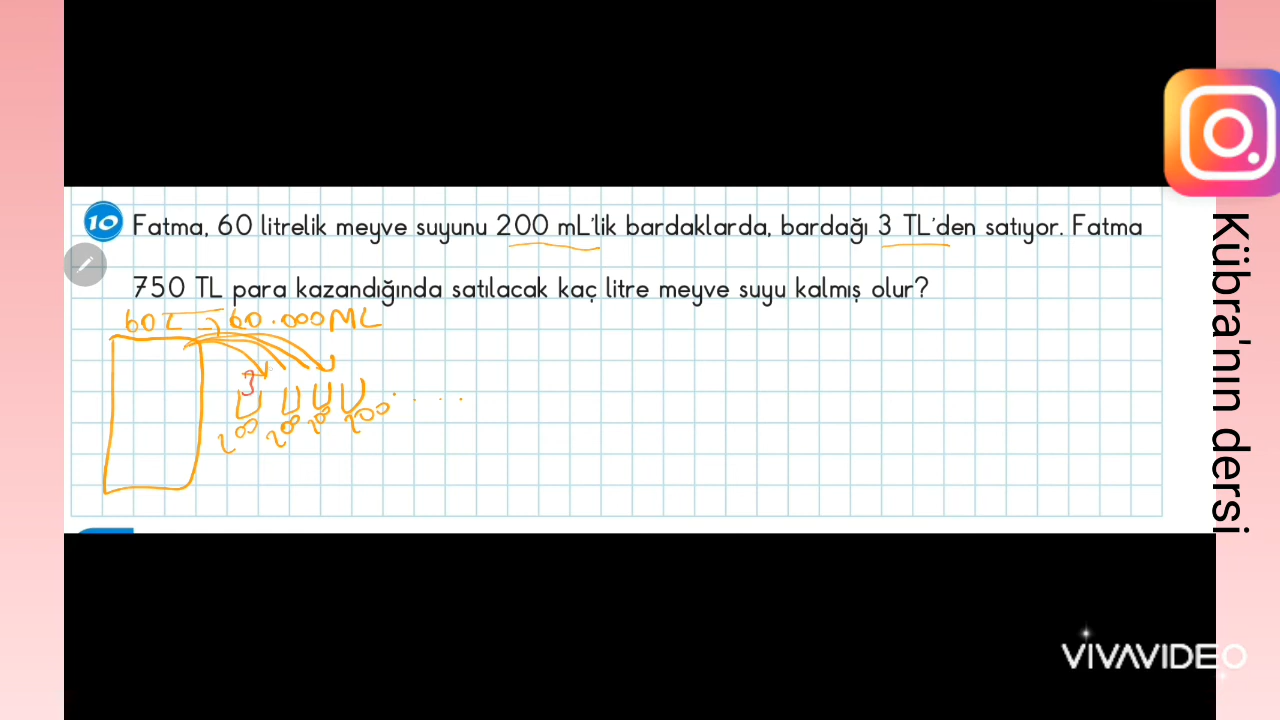 10 Fatma, 60 litrelik meyve suyunu 200 mL'lik bardaklarda, bardağı 3 TL'den satıyor. Fatma
750 TL para kazandığında satılacak kaç litre meyve suyu kalmış olur?
60 L → 60.000 ML
3
200 200 200 200 . . . .
Kübra'nın dersi
VIVAVIDEO